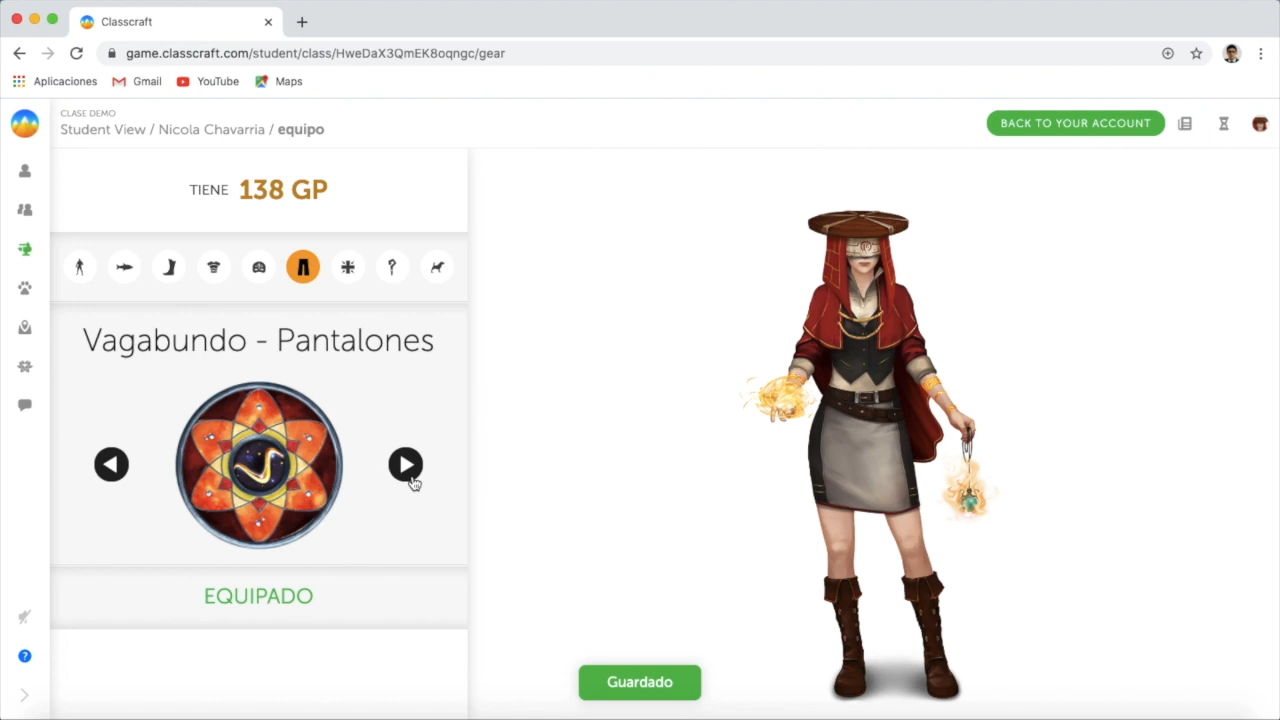 Classcraft
game.classcraft.com/student/class/HweDaX3QmEK8oqngc/gear
Aplicaciones Gmail YouTube Maps
CLASE DEMO
Student View / Nicola Chavarria / equipo
BACK TO YOUR ACCOUNT
TIENE 138 GP
Vagabundo - Pantalones
EQUIPADO
Guardado